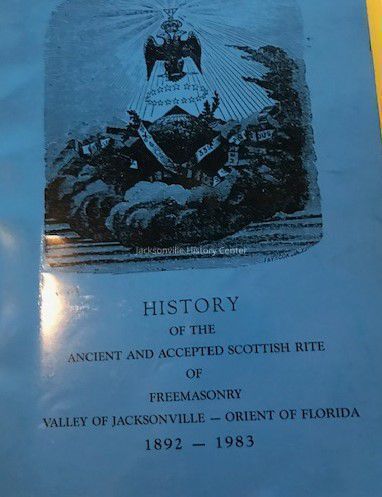 Jacksonville History Center
HISTORY
OF THE
ANCIENT AND ACCEPTED SCOTTISH RITE
OF
FREEMASONRY
VALLEY OF JACKSONVILLE — ORIENT OF FLORIDA
1892 — 1983